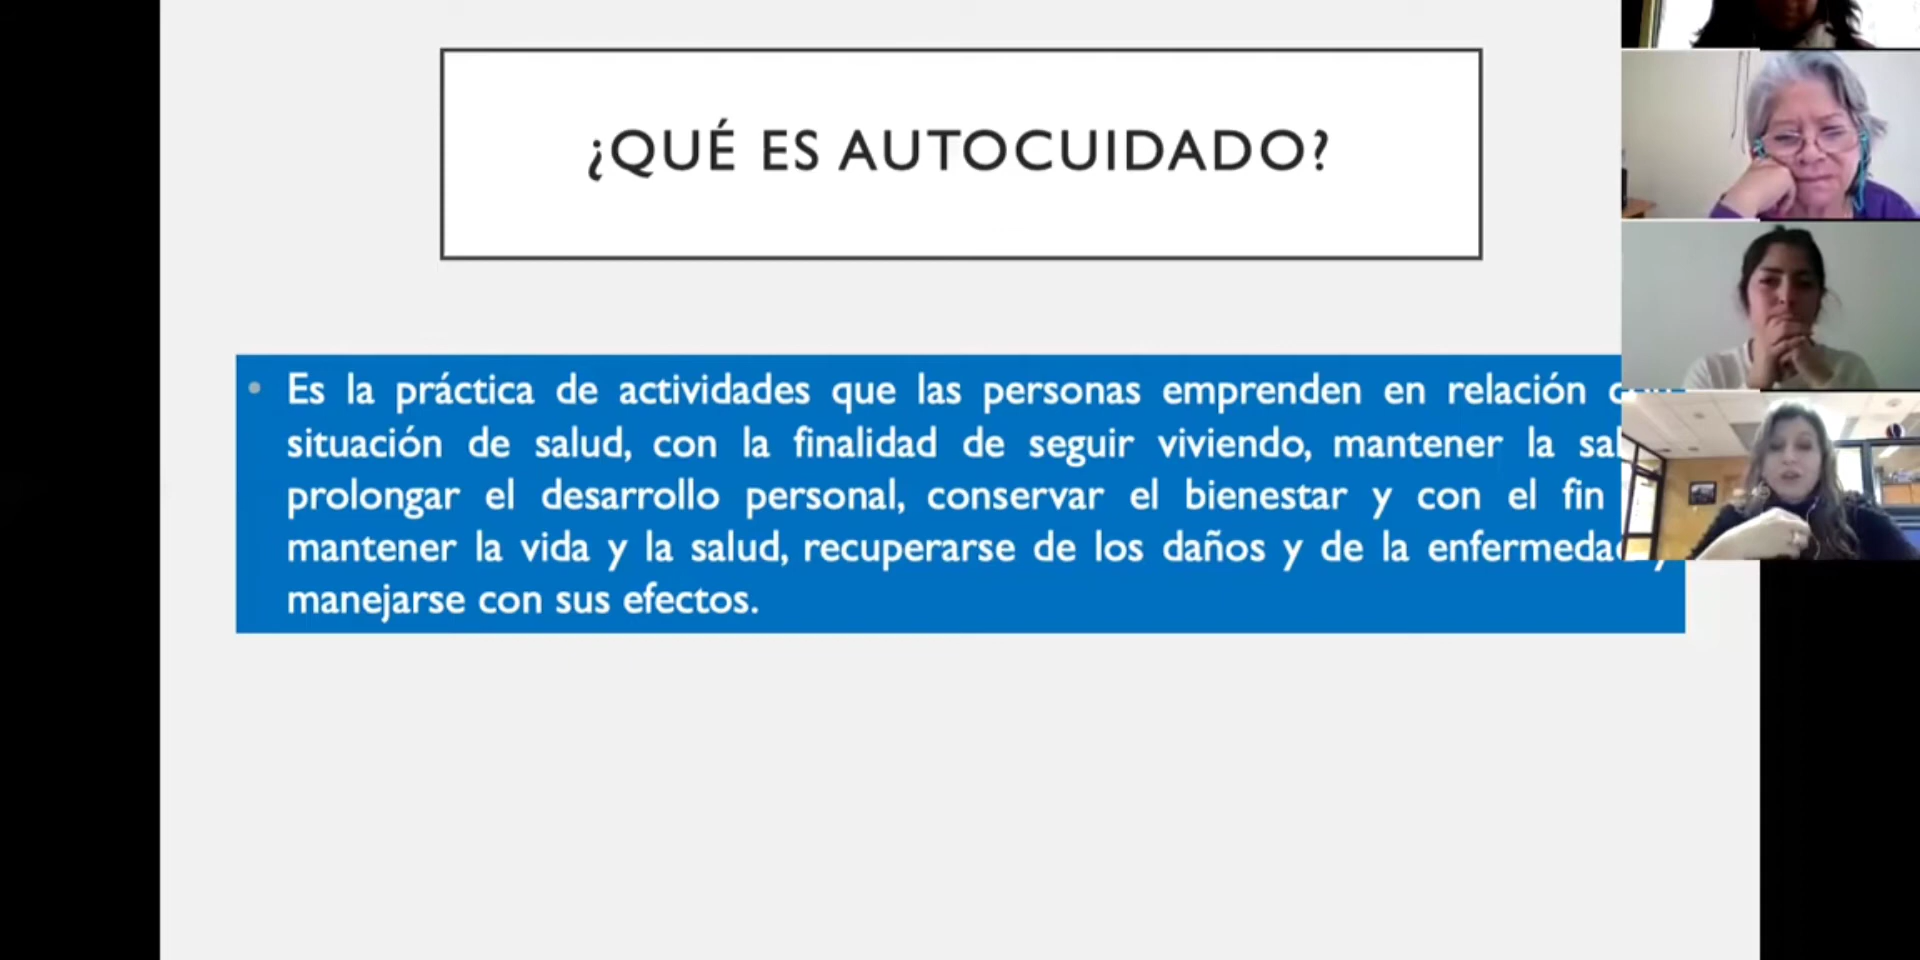 ¿QUÉ ES AUTOCUIDADO?
• Es la práctica de actividades que las personas emprenden en relación
situación de salud, con la finalidad de seguir viviendo, mantener la
prolongar el desarrollo personal, conservar el bienestar y con el fin
mantener la vida y la salud, recuperarse de los daños y de la
manejarse con sus efectos.